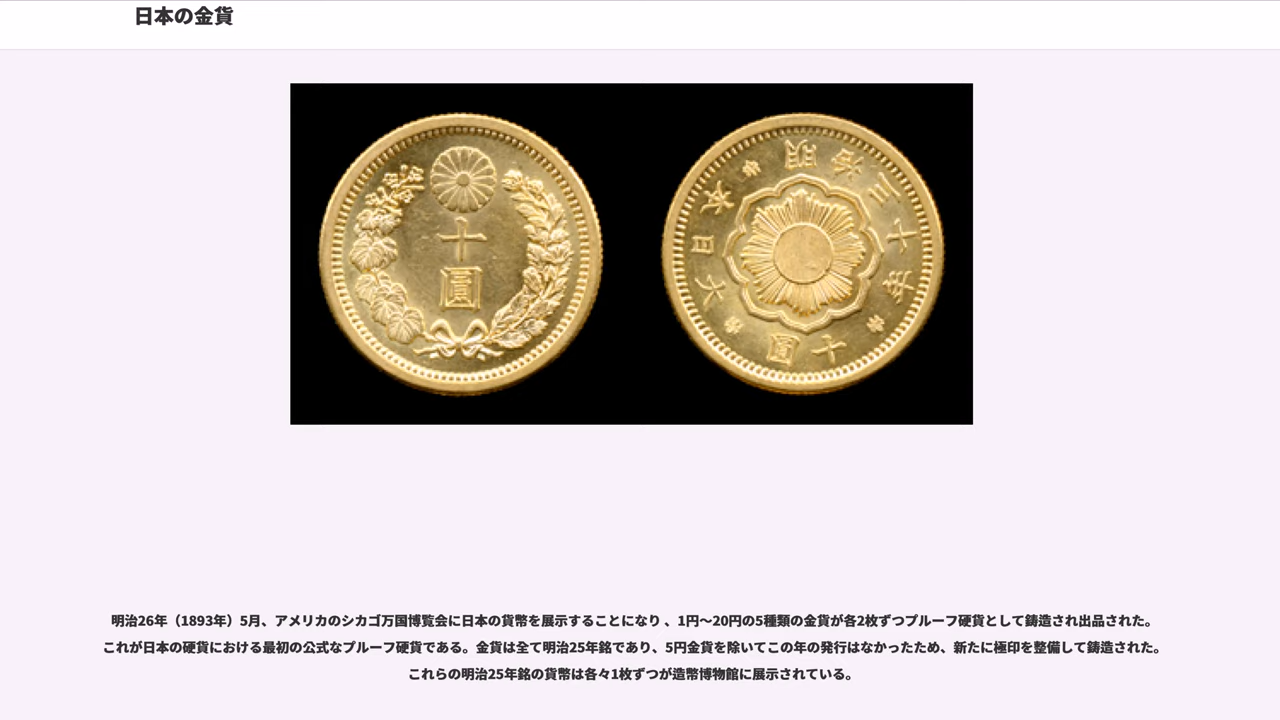 日本の金貨
十
圓
明治三十年
大日本
十圓
明治26年（1893年）5月、アメリカのシカゴ万国博覧会に日本の貨幣を展示することになり 、1円〜20円の5種類の金貨が各2枚ずつプルーフ硬貨として鋳造され出品された。
これが日本の硬貨における最初の公式なプルーフ硬貨である。金貨は全て明治25年銘であり、5円金貨を除いてこの年の発行はなかったため、新たに極印を整備して鋳造された。
これらの明治25年銘の貨幣は各々1枚ずつが造幣博物館に展示されている。